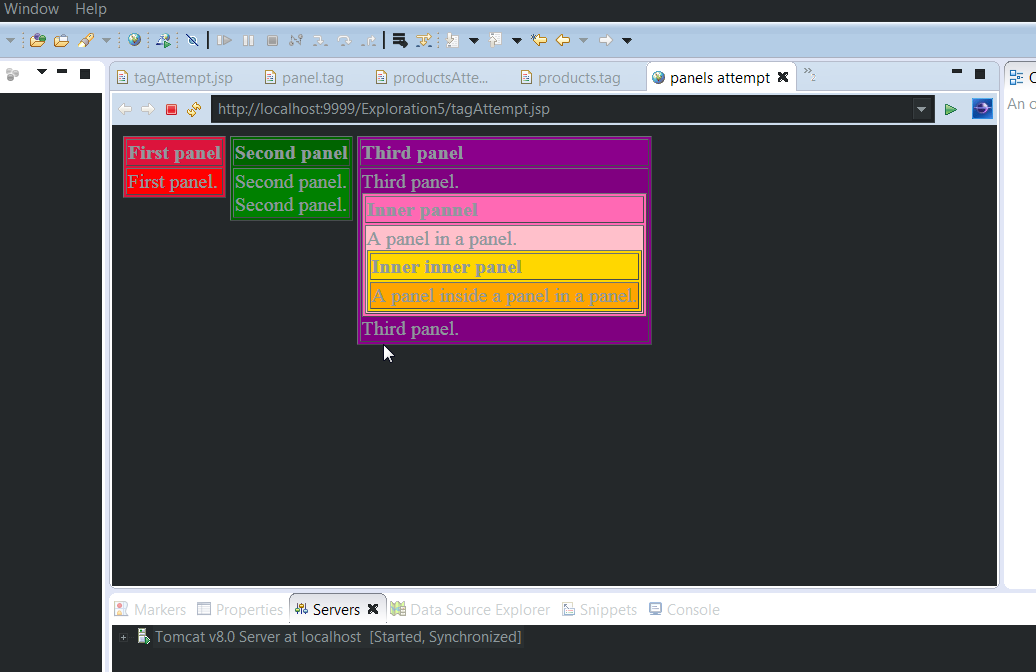 Window Help
tagAttempt.jsp panel.tag productsAtte... products.tag panels attempt 2
http://localhost:9999/Exploration5/tagAttempt.jsp
An o
First panel
First panel.
Second panel
Second panel.
Second panel.
Third panel
Third panel.
Inner pannel
A panel in a panel.
Inner inner panel
A panel inside a panel in a panel.
Third panel.
Markers Properties Servers Data Source Explorer Snippets Console
Tomcat v8.0 Server at localhost [Started, Synchronized]